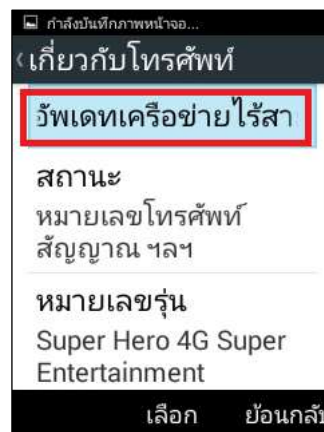 กำลังบันทึกภาพหน้าจอ...
เกี่ยวกับโทรศัพท์
อัพเดทเครือข่ายไร้สา
สถานะ
หมายเลขโทรศัพท์
สัญญาณ ฯลฯ
หมายเลขรุ่น
Super Hero 4G Super
Entertainment
เลือก ย้อนกลับ